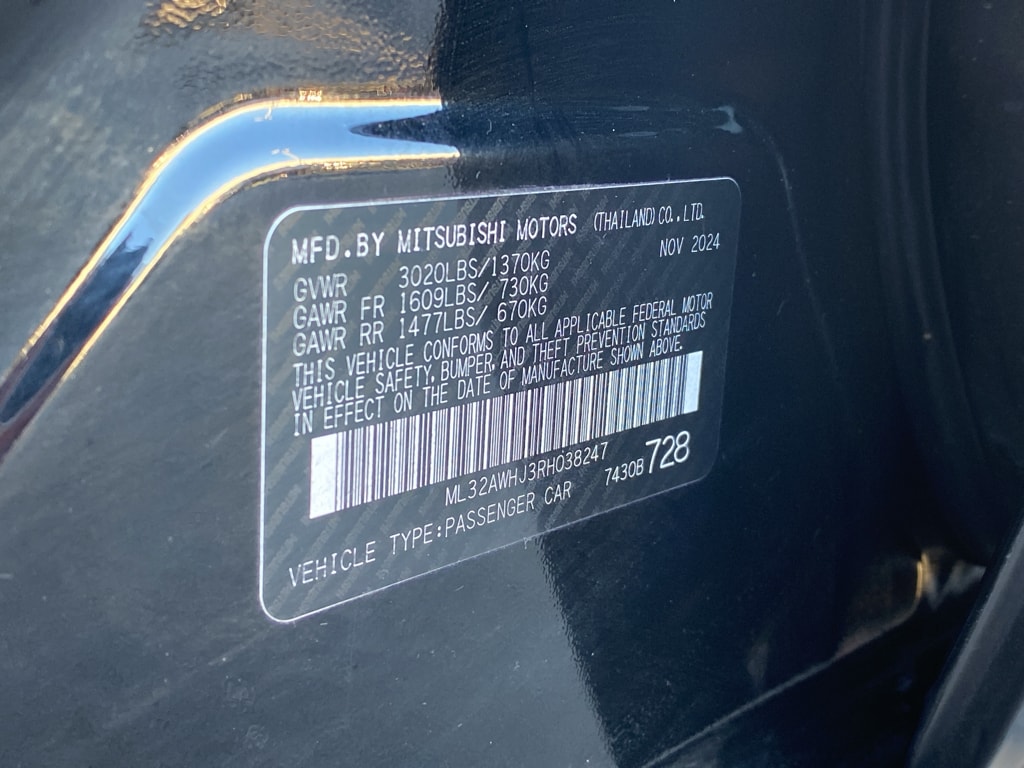 MFD.BY MITSUBISHI MOTORS (THAILAND) CO.,LTD.
NOV 2024
GVWR 3020LBS/1370KG
GAWR FR 1609LBS/ 730KG
GAWR RR 1477LBS/ 670KG
THIS VEHICLE CONFORMS TO ALL APPLICABLE FEDERAL MOTOR
VEHICLE SAFETY, BUMPER, AND THEFT PREVENTION STANDARDS
IN EFFECT ON THE DATE OF MANUFACTURE SHOWN ABOVE.
ML32AWHJ3RH038247
7430B 728
VEHICLE TYPE:PASSENGER CAR